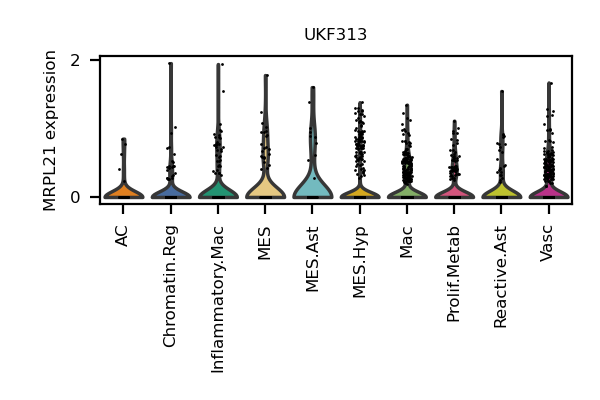 UKF313
MRPL21 expression
2
0
AC
Chromatin.Reg
Inflammatory.Mac
MES
MES.Ast
MES.Hyp
Mac
Prolif.Metab
Reactive.Ast
Vasc